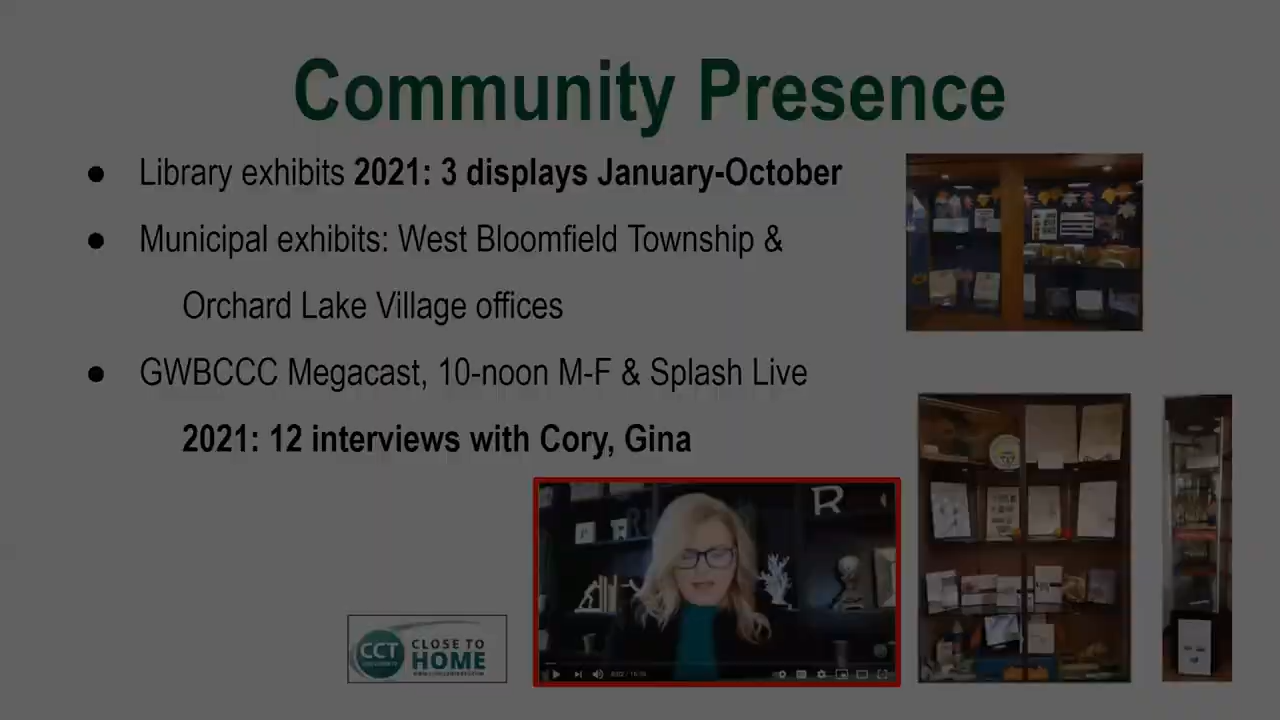 Community Presence
● Library exhibits 2021: 3 displays January-October
● Municipal exhibits: West Bloomfield Township &
Orchard Lake Village offices
● GWBCCC Megacast, 10-noon M-F & Splash Live
2021: 12 interviews with Cory, Gina
R
CCT
CLOSE TO
HOME